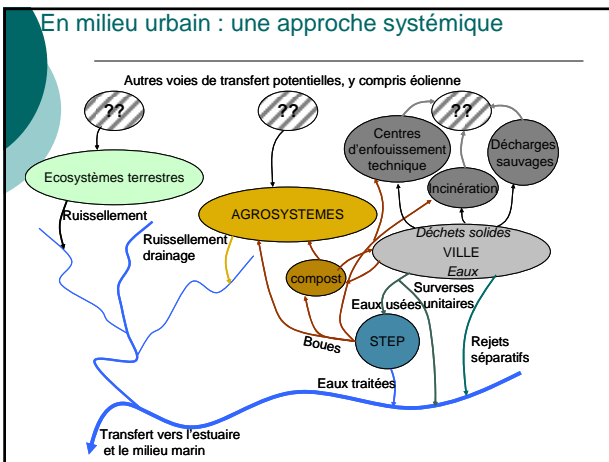 En milieu urbain : une approche systémique
Autres voies de transfert potentielles, y compris éolienne
??
??
??
Centres
d'enfouissement
technique
Décharges
sauvages
Ecosystèmes terrestres
Incinération
Ruissellement
AGROSYSTEMES
Déchets solides
VILLE
Eaux
Ruissellement
drainage
compost
Surverses
unitaires
Eaux usées
STEP
Boues
Rejets
séparatifs
Eaux traitées
Transfert vers l'estuaire
et le milieu marin